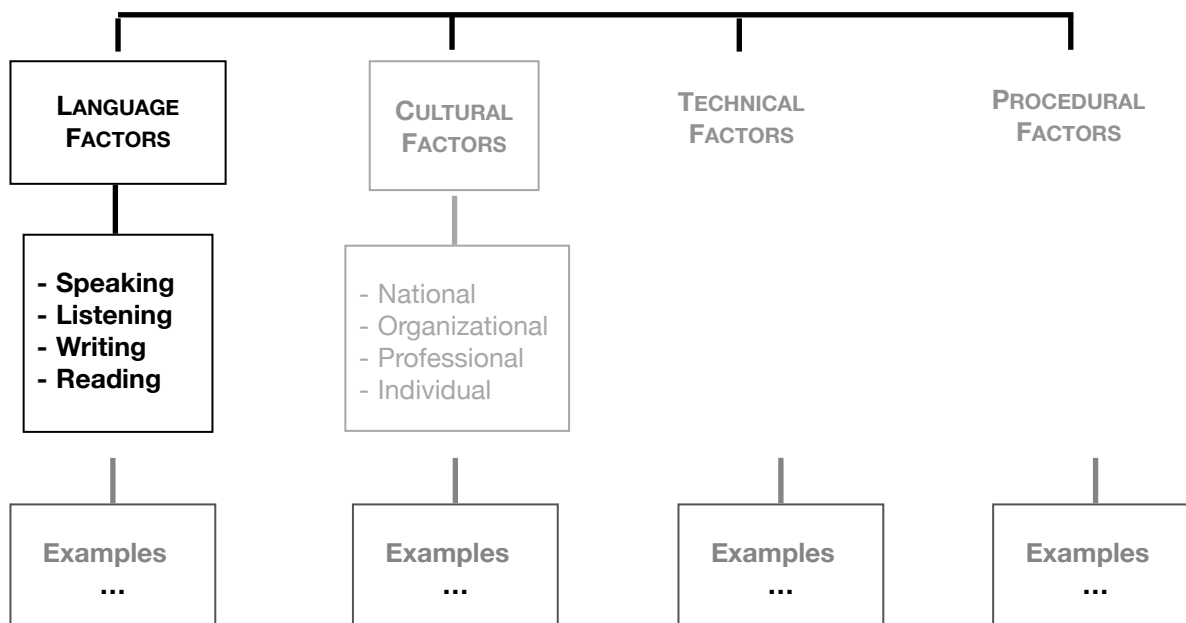 LANGUAGE
FACTORS
CULTURAL
FACTORS
TECHNICAL
FACTORS
PROCEDURAL
FACTORS
- Speaking
- Listening
- Writing
- Reading
- National
- Organizational
- Professional
- Individual
Examples
...
Examples
...
Examples
...
Examples
...